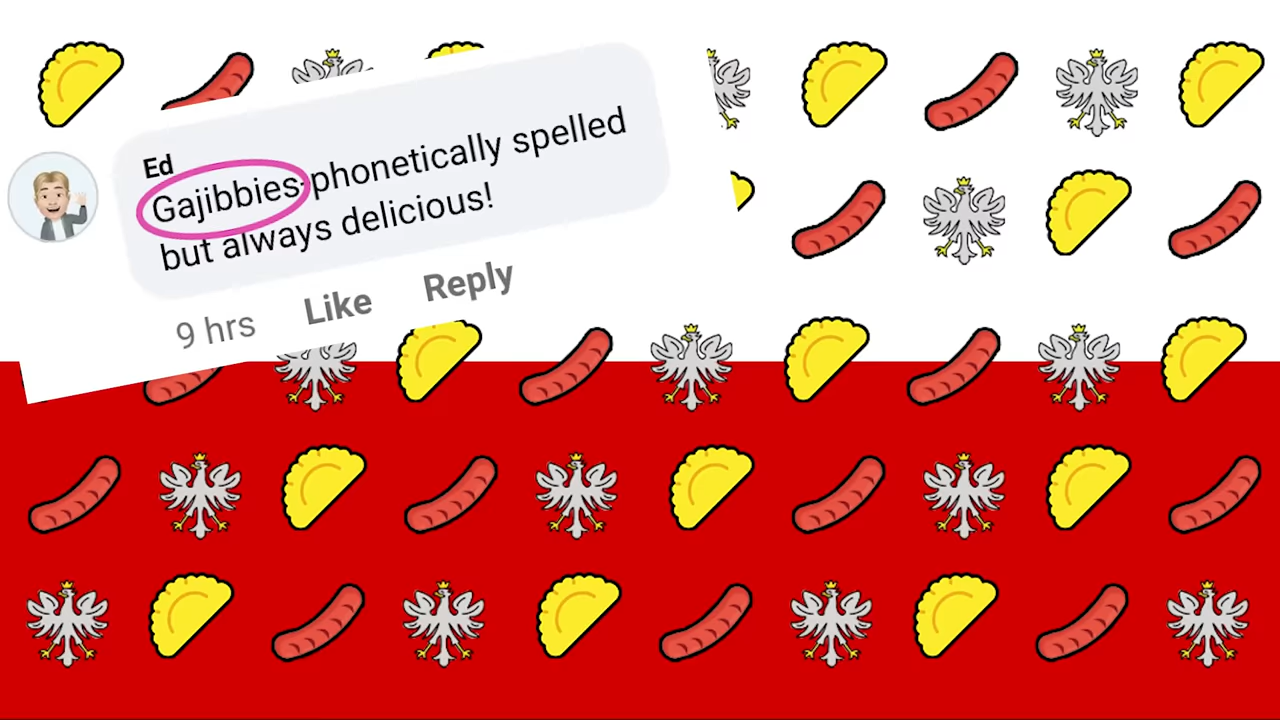 Ed
Gajibbies-phonetically spelled
but always delicious!
9 hrs Like Reply